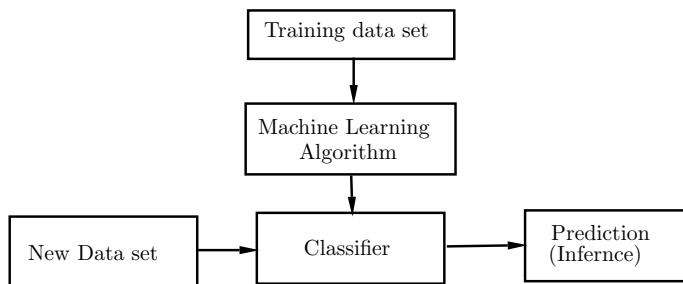 Training data set
Machine Learning
Algorithm
New Data set
Classifier
Prediction
(Infernce)